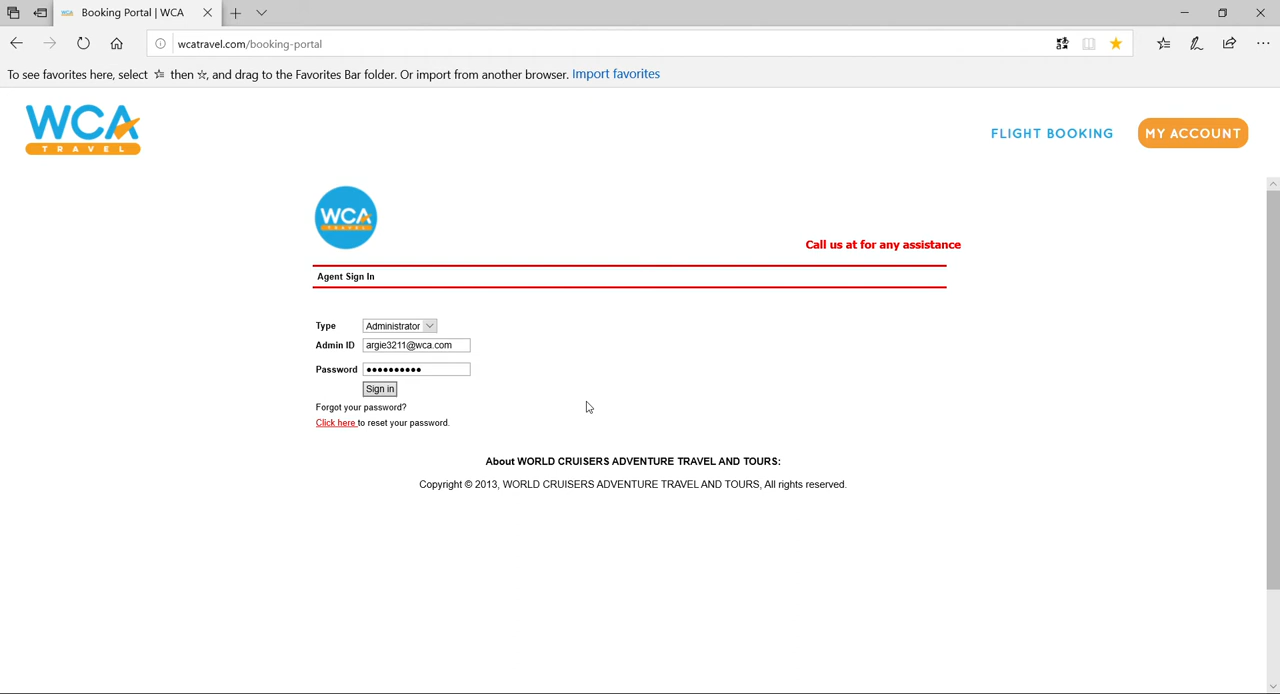 Booking Portal | WCA
wcatravel.com/booking-portal
To see favorites here, select ☆ then ☆, and drag to the Favorites Bar folder. Or import from another browser. Import favorites
WCA
TRAVEL
FLIGHT BOOKING
MY ACCOUNT
WCA
TRAVEL
Call us at for any assistance
Agent Sign In
Type Administrator
Admin ID argie3211@wca.com
Password ••••••••••
Sign in
Forgot your password?
Click here to reset your password.
About WORLD CRUISERS ADVENTURE TRAVEL AND TOURS:
Copyright © 2013, WORLD CRUISERS ADVENTURE TRAVEL AND TOURS, All rights reserved.